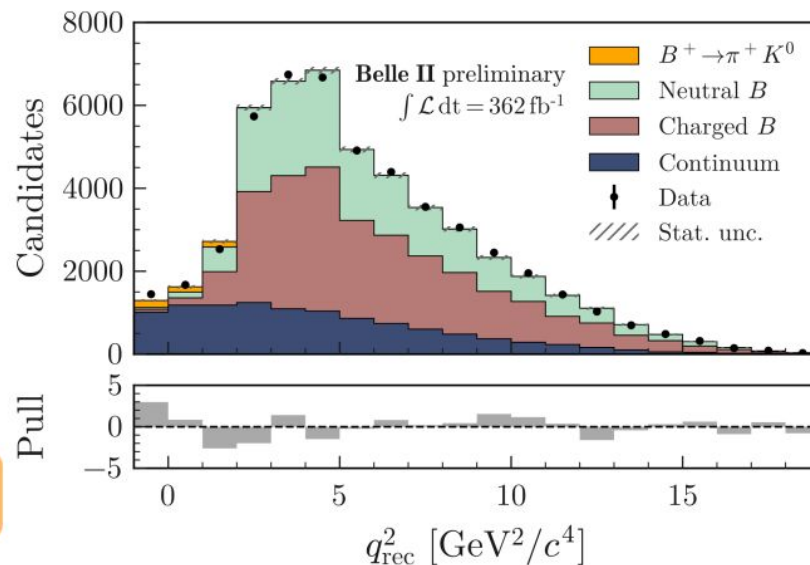 8000
6000
4000
2000
0
Candidates
Belle II preliminary
∫ℒ dt = 362 fb⁻¹
B⁺→π⁺K⁰
Neutral B
Charged B
Continuum
Data
Stat. unc.
5
0
−5
Pull
0 5 10 15
q²rec [GeV²/c⁴]